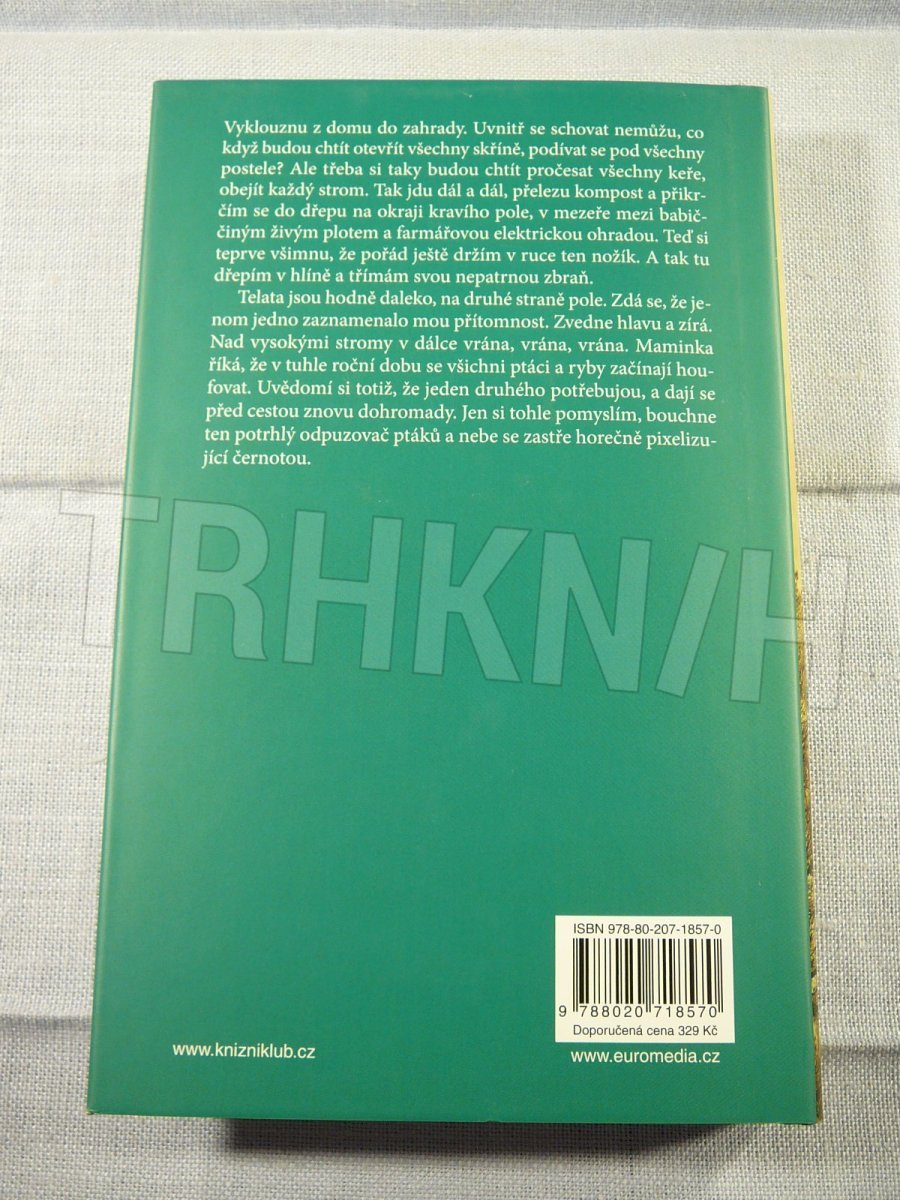 Vyklouznu z domu do zahrady. Uvnitř se schovat nemůžu, co
když budou chtít otevřít všechny skříně, podívat se pod všechny
postele? Ale třeba si taky budou chtít pročesat všechny keře,
obejít každý strom. Tak jdu dál a dál, přelezu kompost a přikr-
čím se do dřepu na okraji kravího pole, v mezeře mezi babič-
činým živým plotem a farmářovou elektrickou ohradou. Teď si
teprve všimnu, že pořád ještě držím v ruce ten nožík. A tak tu
dřepím v hlíně a třímám svou nepatrnou zbraň.
Telata jsou hodně daleko, na druhé straně pole. Zdá se, že je-
nom jedno zaznamenalo mou přítomnost. Zvedne hlavu a zírá.
Nad vysokými stromy v dálce vrána, vrána, vrána. Maminka
říká, že v tuhle roční dobu se všichni ptáci a ryby začínají hou-
fovat. Uvědomí si totiž, že jeden druhého potřebujou, a dají se
před cestou znovu dohromady. Jen si tohle pomyslím, bouchne
ten potrhlý odpuzovač ptáků a nebe se zastře horečně pixelizu-
jící černotou.
TRHKNIH
ISBN 978-80-207-1857-0
9 788020 718570
Doporučená cena 329 Kč
www.knizniklub.cz
www.euromedia.cz